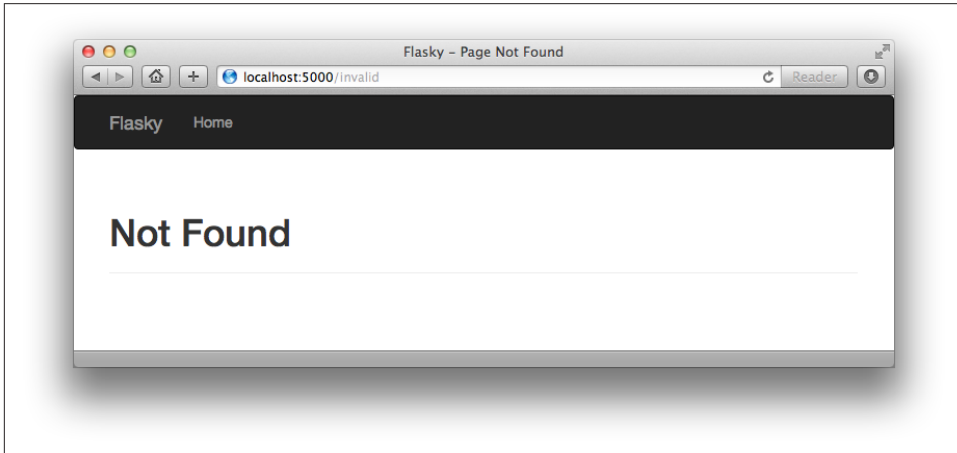 Flasky – Page Not Found
localhost:5000/invalid
Reader
Flasky Home
Not Found